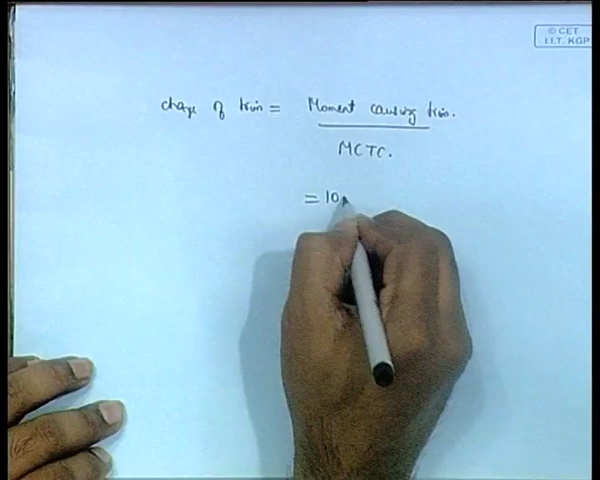 © CET
I.I.T. KGP
change of trim = Moment causing trim.
MCTC.
= 10